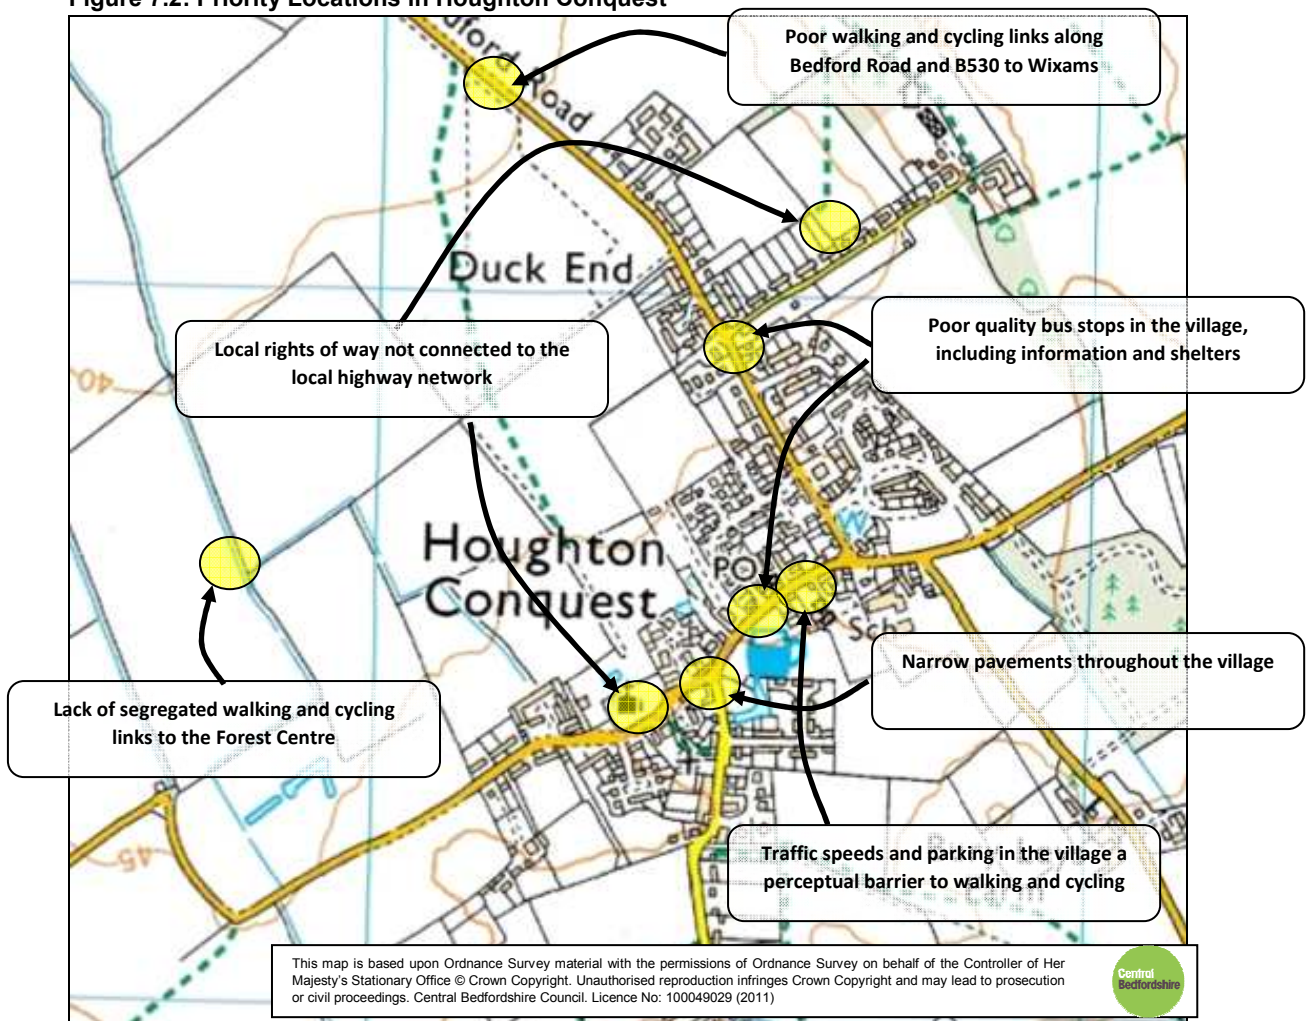 Figure 7.2: Priority Locations in Houghton Conquest
Poor walking and cycling links along
Bedford Road and B530 to Wixams
dford Road
Duck End
Local rights of way not connected to the
local highway network
Poor quality bus stops in the village,
including information and shelters
40
Houghton
Conquest
PO
W
Sch
Narrow pavements throughout the village
Lack of segregated walking and cycling
links to the Forest Centre
45
Traffic speeds and parking in the village a
perceptual barrier to walking and cycling
This map is based upon Ordnance Survey material with the permissions of Ordnance Survey on behalf of the Controller of Her
Majesty's Stationary Office © Crown Copyright. Unauthorised reproduction infringes Crown Copyright and may lead to prosecution
or civil proceedings. Central Bedfordshire Council. Licence No: 100049029 (2011)
Central
Bedfordshire